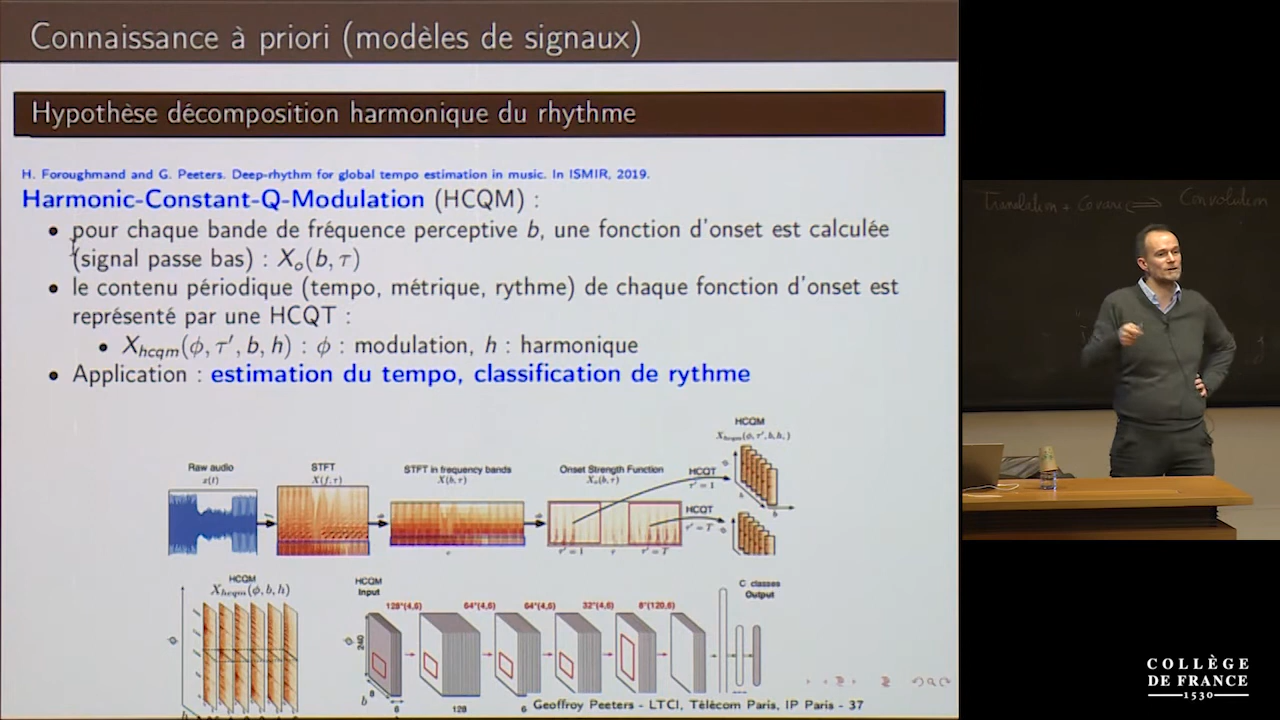 Connaissance à priori (modèles de signaux)
Hypothèse décomposition harmonique du rhythme
H. Foroughmand and G. Peeters. Deep-rhythm for global tempo estimation in music. In ISMIR, 2019.
Harmonic-Constant-Q-Modulation (HCQM) :
• pour chaque bande de fréquence perceptive b, une fonction d'onset est calculée
(signal passe bas) : Xₒ(b, τ)
• le contenu périodique (tempo, métrique, rythme) de chaque fonction d'onset est
représenté par une HCQT :
• X_hcqm(ϕ, τ′, b, h) : ϕ : modulation, h : harmonique
• Application : estimation du tempo, classification de rythme
Raw audio
x(t)
STFT
X(f,τ)
STFT in frequency bands
X(b,τ)
Onset Strength Function
Xₒ(b,τ)
τ′ = 1
τ
τ′ = T
HCQT
τ′ = 1
HCQT
τ′ = T
HCQM
X_hcqm(ϕ,τ′,b,h,)
ϕ
b
HCQM
X_hcqm(ϕ,b,h)
ϕ
HCQM
Input
128*(4,6)
64*(4,6)
64*(4,6)
32*(4,6)
8*(120,6)
C classes
Output
ϕ
240
b
8
6
128
6
Geoffroy Peeters - LTCI, Télécom Paris, IP Paris - 37
Translation + Covar
Convolution
COLLÈGE
DE FRANCE
1530